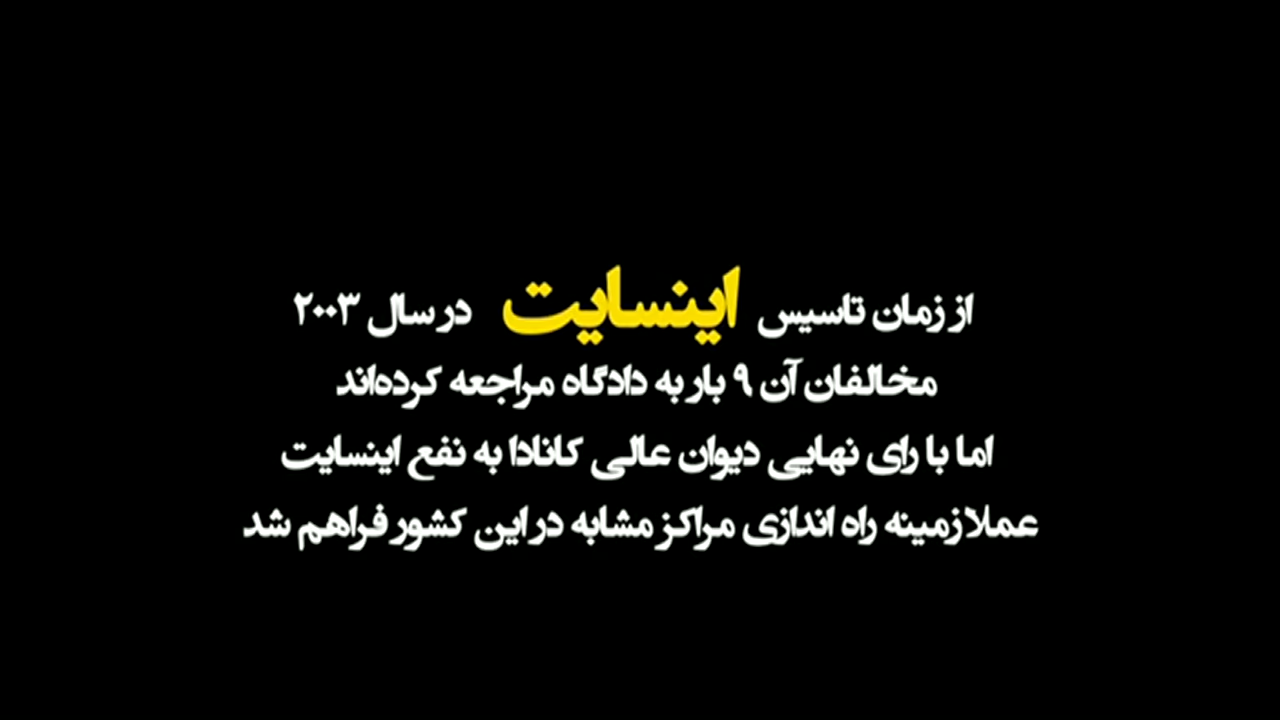 از زمان تاسیس اینسایت در سال ۲۰۰۳
مخالفان آن ۹ بار به دادگاه مراجعه کرده‌اند
اما با رای نهایی دیوان عالی کانادا به نفع اینسایت
عملا زمینه راه اندازی مراکز مشابه در این کشور فراهم شد